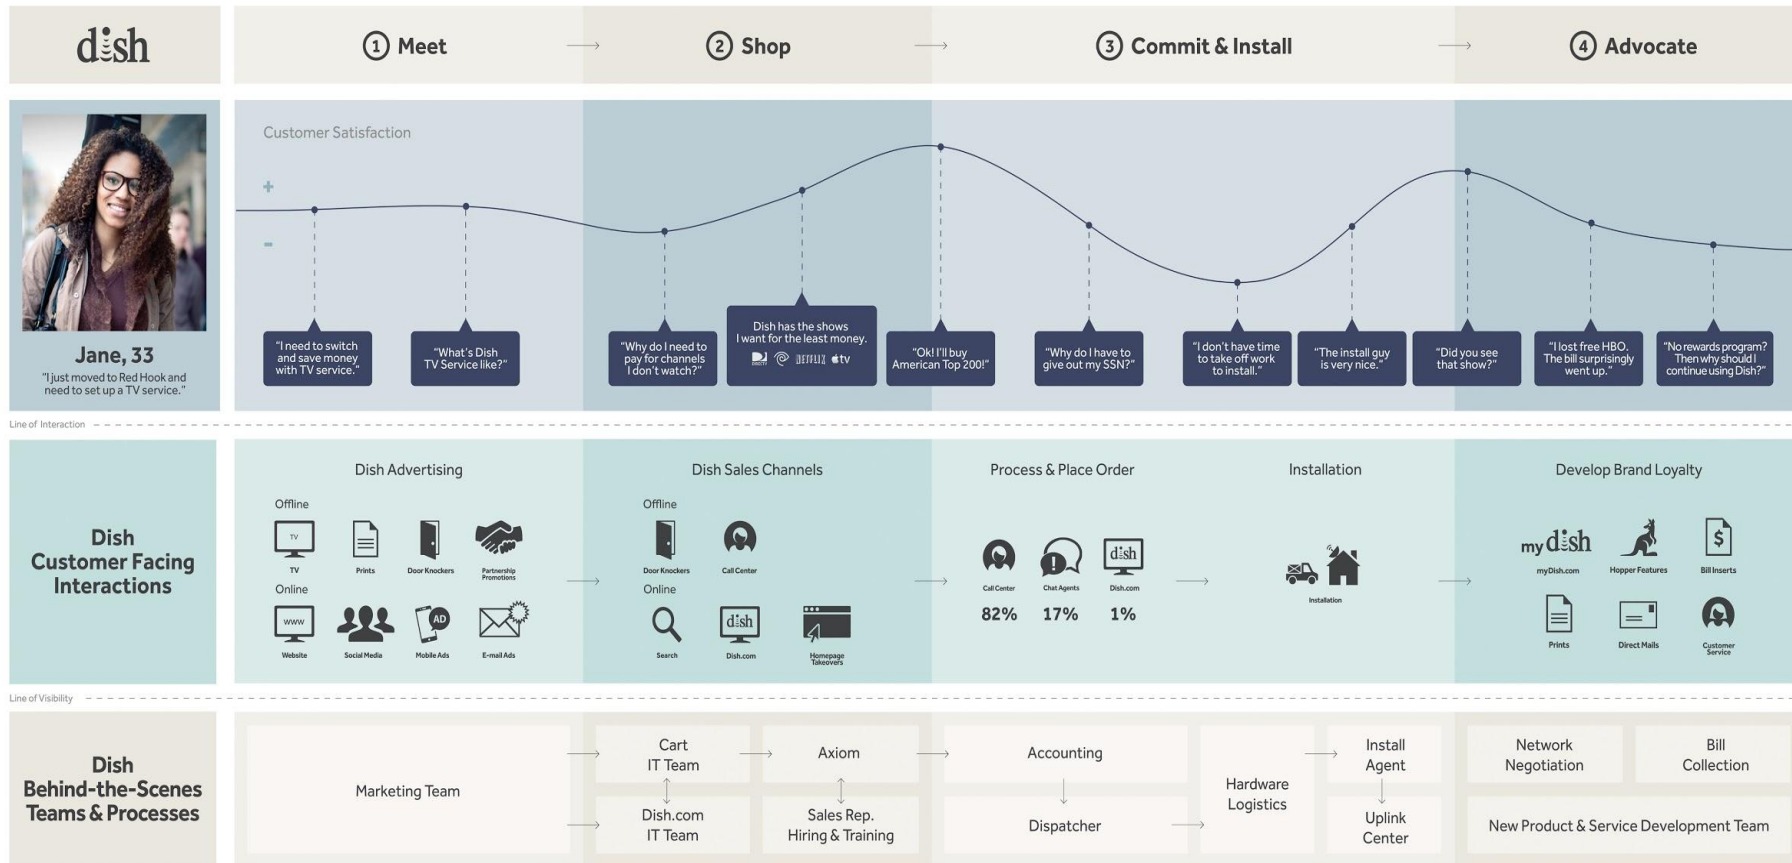 dish
1 Meet
2 Shop
3 Commit & Install
4 Advocate
Customer Satisfaction
+
-
Jane, 33
"I just moved to Red Hook and
need to set up a TV service."
"I need to switch
and save money
with TV service."
"What's Dish
TV Service like?"
"Why do I need to
pay for channels
I don't watch?"
Dish has the shows
I want for the least money.
DIRECTV
NETFLIX
tv
"Ok! I'll buy
American Top 200!"
"Why do I have to
give out my SSN?"
"I don't have time
to take off work
to install."
"The install guy
is very nice."
"Did you see
that show?"
"I lost free HBO.
The bill surprisingly
went up."
"No rewards program?
Then why should I
continue using Dish?"
Line of Interaction
Dish
Customer Facing
Interactions
Dish Advertising
Offline
TV
TV
Prints
Door Knockers
Partnership
Promotions
Online
www
AD
Website
Social Media
Mobile Ads
E-mail Ads
Dish Sales Channels
Offline
Door Knockers
Call Center
Online
dish
Search
Dish.com
Homepage
Takeovers
Process & Place Order
!
dish
Call Center
Chat Agents
Dish.com
82%
17%
1%
Installation
Installation
Develop Brand Loyalty
my dish
$
myDish.com
Hopper Features
Bill Inserts
Prints
Direct Mails
Customer
Service
Line of Visibility
Dish
Behind-the-Scenes
Teams & Processes
Marketing Team
Cart
IT Team
Axiom
Dish.com
IT Team
Sales Rep.
Hiring & Training
Accounting
Dispatcher
Hardware
Logistics
Install
Agent
Uplink
Center
Network
Negotiation
Bill
Collection
New Product & Service Development Team